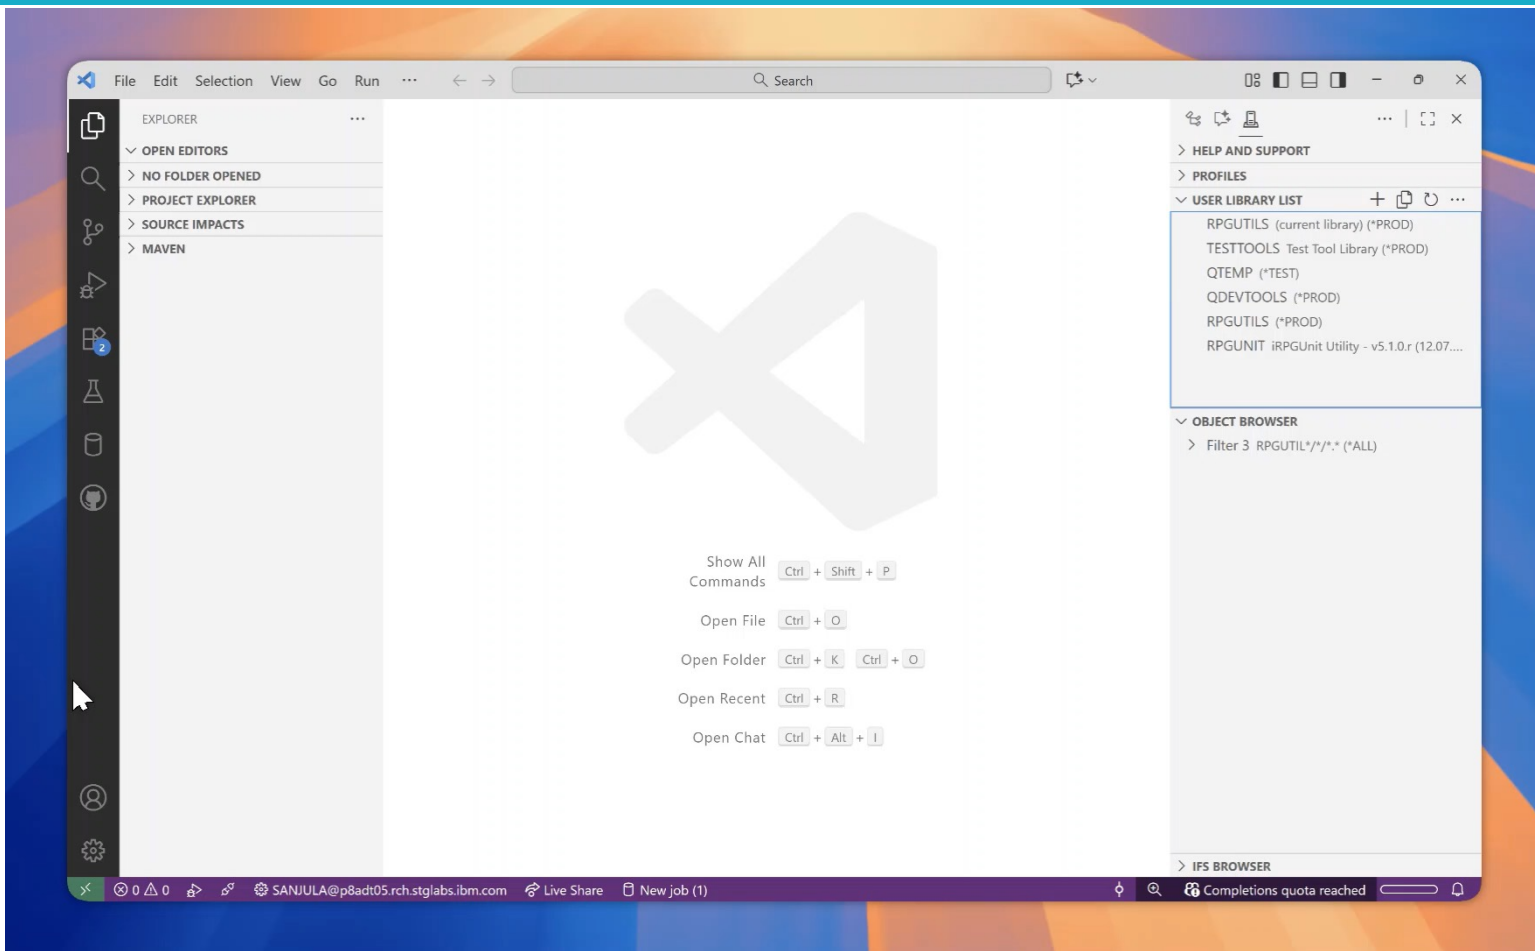 File Edit Selection View Go Run ···
Search
EXPLORER ···
OPEN EDITORS
NO FOLDER OPENED
PROJECT EXPLORER
SOURCE IMPACTS
MAVEN
2
Show All
Commands
Ctrl + Shift + P
Open File Ctrl + O
Open Folder Ctrl + K Ctrl + O
Open Recent Ctrl + R
Open Chat Ctrl + Alt + I
HELP AND SUPPORT
PROFILES
USER LIBRARY LIST
RPGUTILS (current library) (*PROD)
TESTTOOLS Test Tool Library (*PROD)
QTEMP (*TEST)
QDEVTOOLS (*PROD)
RPGUTILS (*PROD)
RPGUNIT iRPGUnit Utility - v5.1.0.r (12.07....
OBJECT BROWSER
Filter 3 RPGUTIL*/*/*.* (*ALL)
IFS BROWSER
0 0 SANJULA@p8adt05.rch.stglabs.ibm.com Live Share New job (1) Completions quota reached